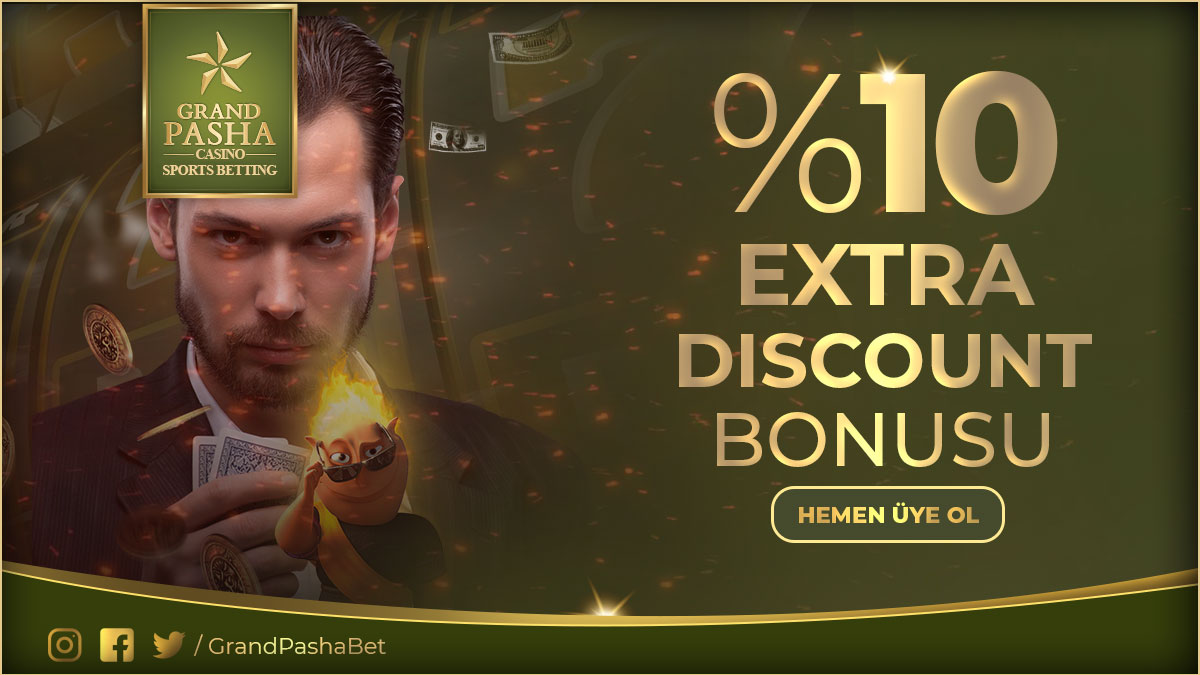 GRAND
PASHA
CASINO
SPORTS BETTING
%10
EXTRA
DISCOUNT
BONUSU
HEMEN ÜYE OL
/ GrandPashaBet